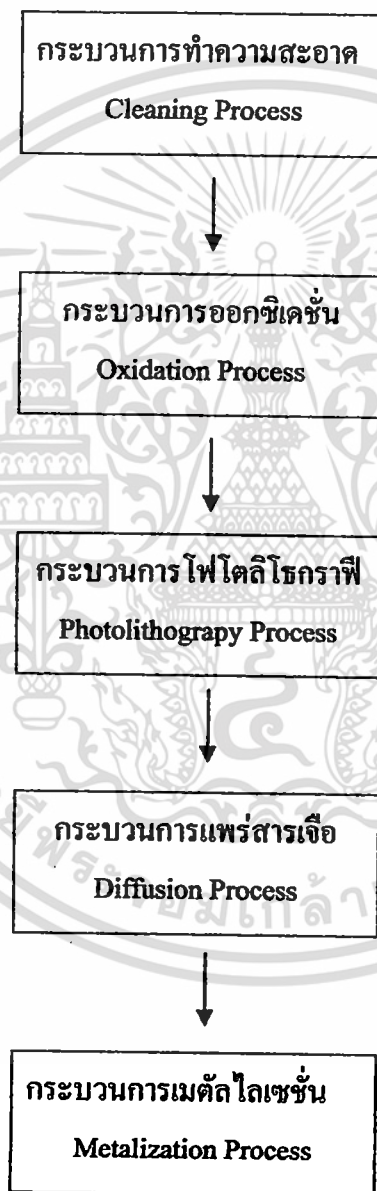 กระบวนการทำความสะอาด
Cleaning Process
กระบวนการออกซิเดชั่น
Oxidation Process
กระบวนการโฟโตลิโธกราฟี
Photolithograpy Process
กระบวนการแพร่สารเจือ
Diffusion Process
กระบวนการเมตัลไลเซชั่น
Metalization Process